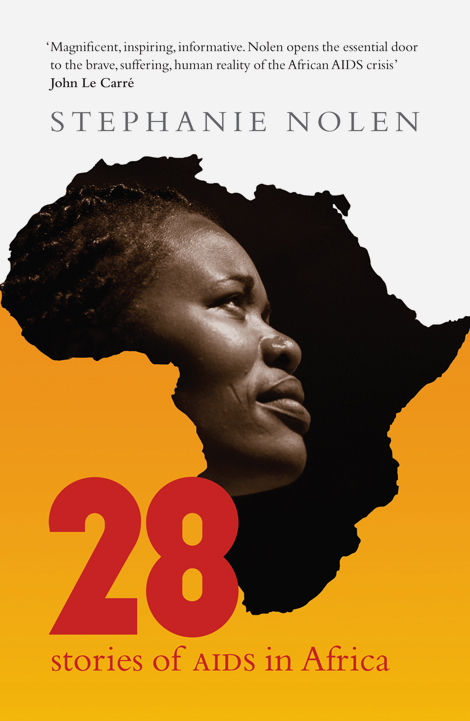 ‘Magnificent, inspiring, informative. Nolen opens the essential door
to the brave, suffering, human reality of the African AIDS crisis’
John Le Carré
STEPHANIE NOLEN
28
stories of AIDS in Africa